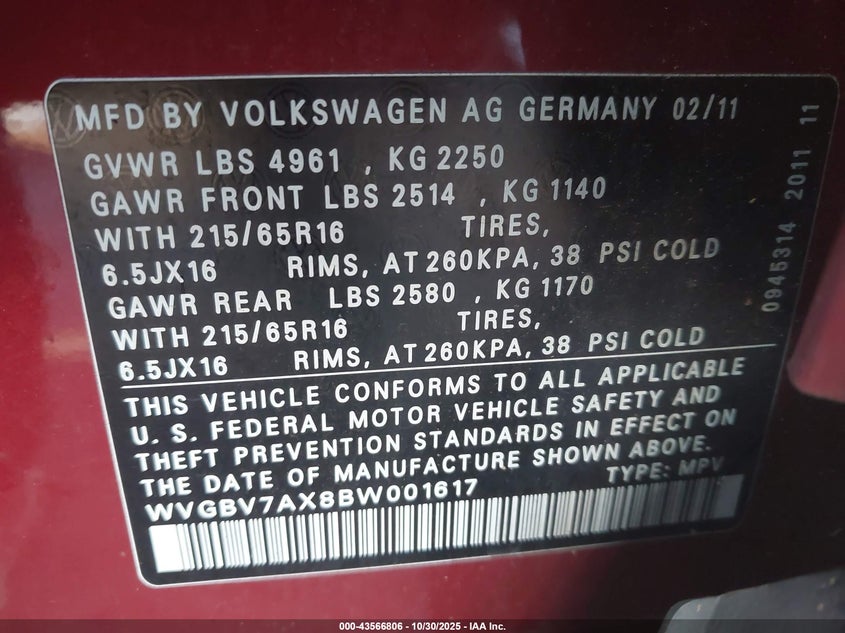 MFD BY VOLKSWAGEN AG GERMANY 02/11
GVWR LBS 4961 , KG 2250
GAWR FRONT LBS 2514 , KG 1140
WITH 215/65R16 TIRES,
6.5JX16 RIMS, AT 260KPA, 38 PSI COLD
GAWR REAR LBS 2580 , KG 1170
WITH 215/65R16 TIRES,
6.5JX16 RIMS, AT 260KPA, 38 PSI COLD
THIS VEHICLE CONFORMS TO ALL APPLICABLE
U. S. FEDERAL MOTOR VEHICLE SAFETY AND
THEFT PREVENTION STANDARDS IN EFFECT ON
THE DATE OF MANUFACTURE SHOWN ABOVE.
WVGBV7AX8BW001617 TYPE: MPV
0945314 2011 11
000-43566806 - 10/30/2025 - IAA Inc.